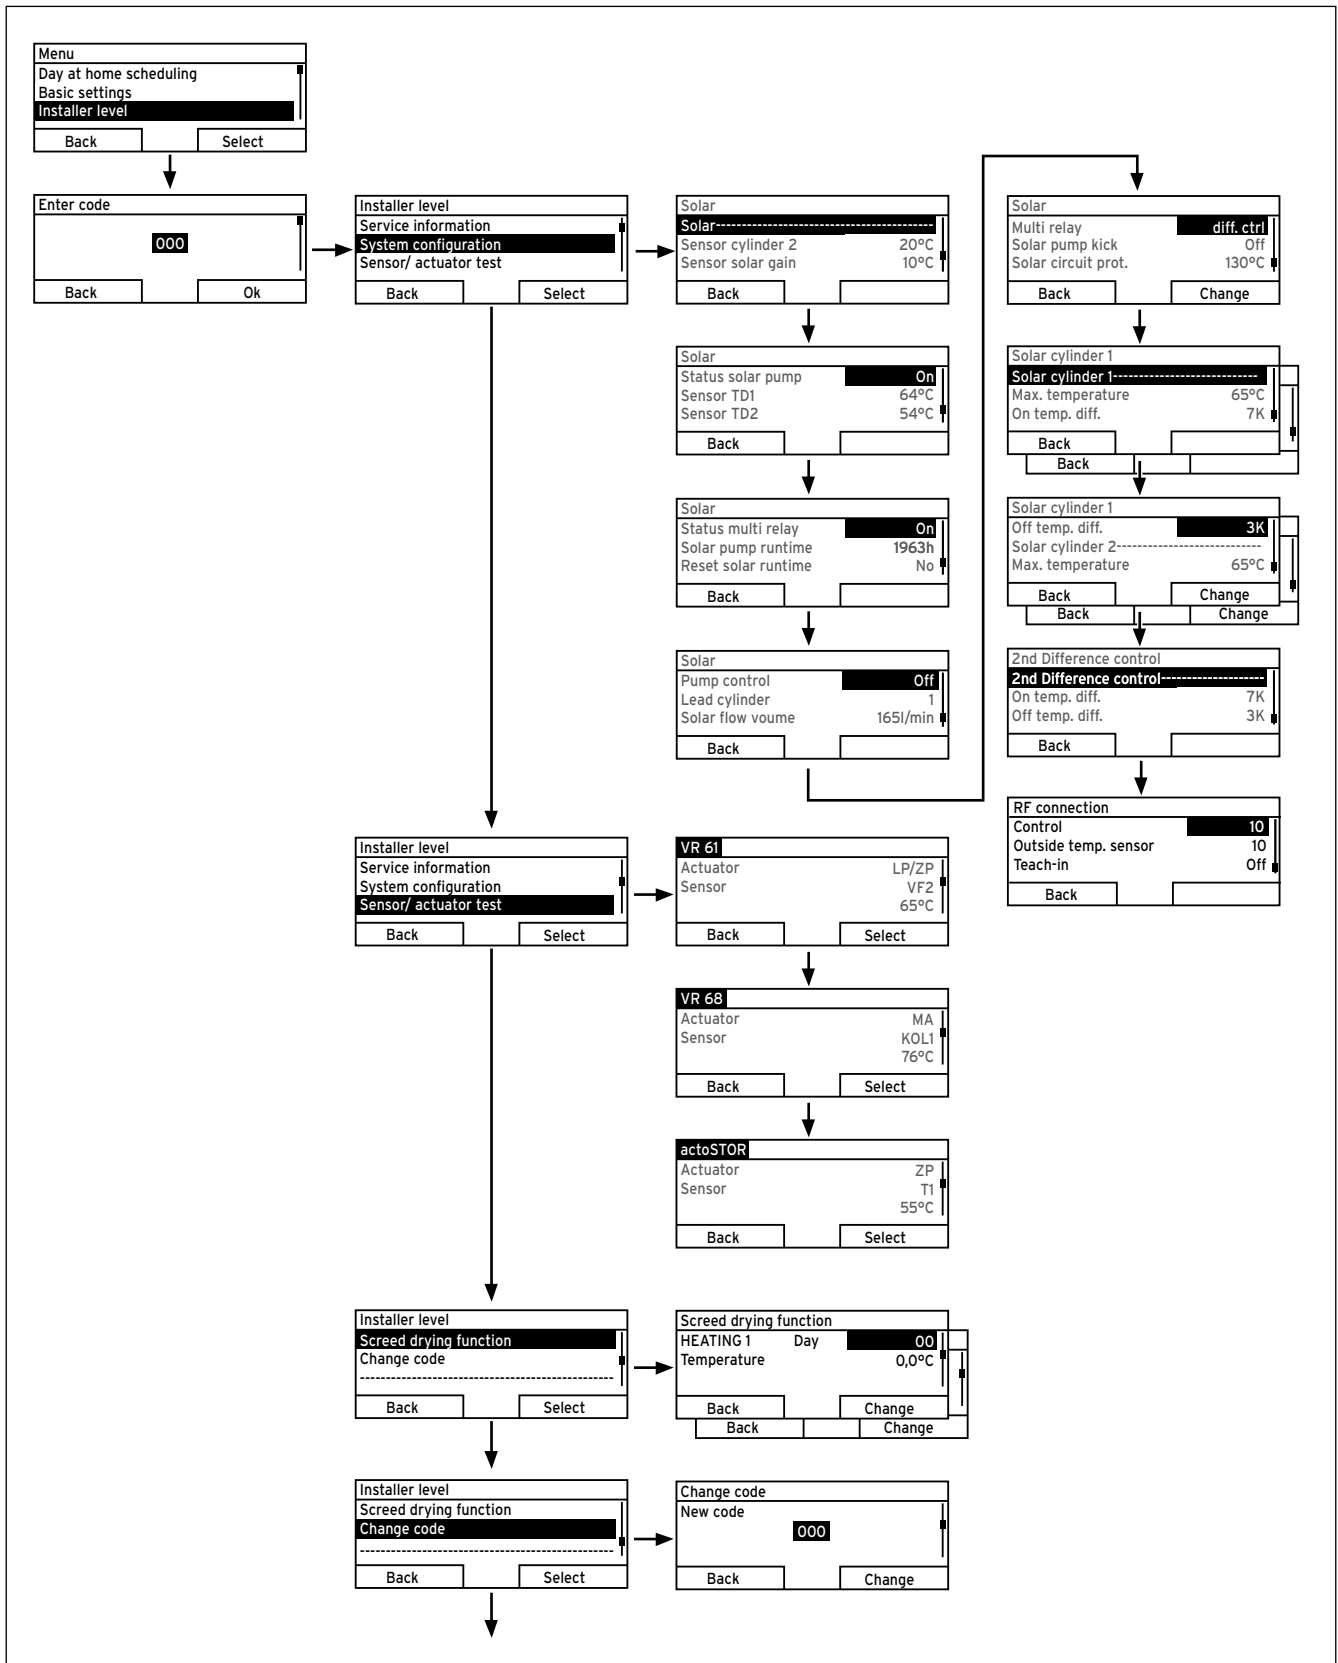 Menu
Day at home scheduling
Basic settings
Installer level
Back Select
Enter code
000
Back Ok
Installer level
Service information
System configuration
Sensor/ actuator test
Back Select
Solar
Solar----------------------------------------
Sensor cylinder 2 20°C
Sensor solar gain 10°C
Back
Solar
Status solar pump On
Sensor TD1 64°C
Sensor TD2 54°C
Back
Solar
Status multi relay On
Solar pump runtime 1963h
Reset solar runtime No
Back
Solar
Pump control Off
Lead cylinder 1
Solar flow voume 165l/min
Back
Solar
Multi relay diff. ctrl
Solar pump kick Off
Solar circuit prot. 130°C
Back Change
Solar cylinder 1
Solar cylinder 1---------------------------
Max. temperature 65°C
On temp. diff. 7K
Back
Back
Solar cylinder 1
Off temp. diff. 3K
Solar cylinder 2---------------------------
Max. temperature 65°C
Back Change
Back Change
2nd Difference control
2nd Difference control--------------------
On temp. diff. 7K
Off temp. diff. 3K
Back
RF connection
Control 10
Outside temp. sensor 10
Teach-in Off
Back
Installer level
Service information
System configuration
Sensor/ actuator test
Back Select
VR 61
Actuator LP/ZP
Sensor VF2
65°C
Back Select
VR 68
Actuator MA
Sensor KOL1
76°C
Back Select
actoSTOR
Actuator ZP
Sensor T1
55°C
Back Select
Installer level
Screed drying function
Change code
--------------------------------------------------
Back Select
Screed drying function
HEATING 1 Day 00
Temperature 0,0°C
Back Change
Back Change
Installer level
Screed drying function
Change code
--------------------------------------------------
Back Select
Change code
New code
000
Back Change